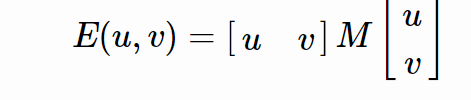 E(u, v) = [ u v ] M [ u
v ]